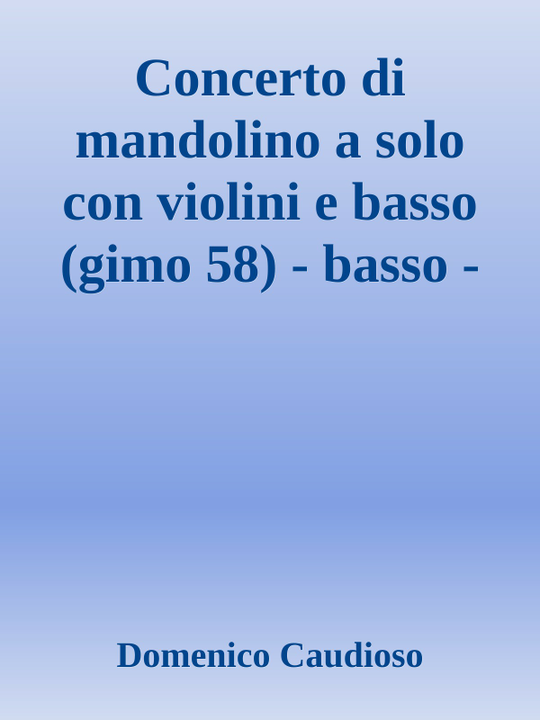 Concerto di
mandolino a solo
con violini e basso
(gimo 58) - basso -
Domenico Caudioso